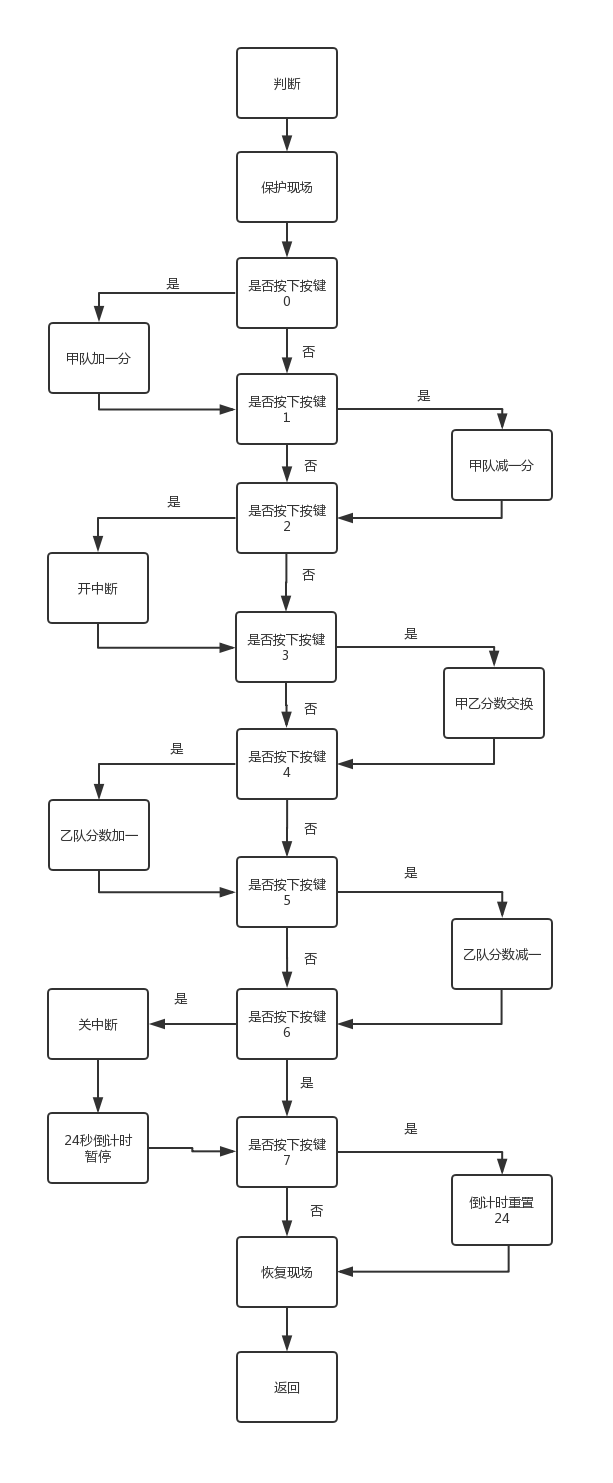 判断
保护现场
是
是否按下按键
0
甲队加一分
否
是
是否按下按键
1
甲队减一分
否
是
是否按下按键
2
开中断
否
是
是否按下按键
3
甲乙分数交换
否
是
是否按下按键
4
乙队分数加一
否
是
是否按下按键
5
乙队分数减一
否
是
关中断
是否按下按键
6
是
是
24秒倒计时
暂停
是否按下按键
7
倒计时重置
24
否
恢复现场
返回